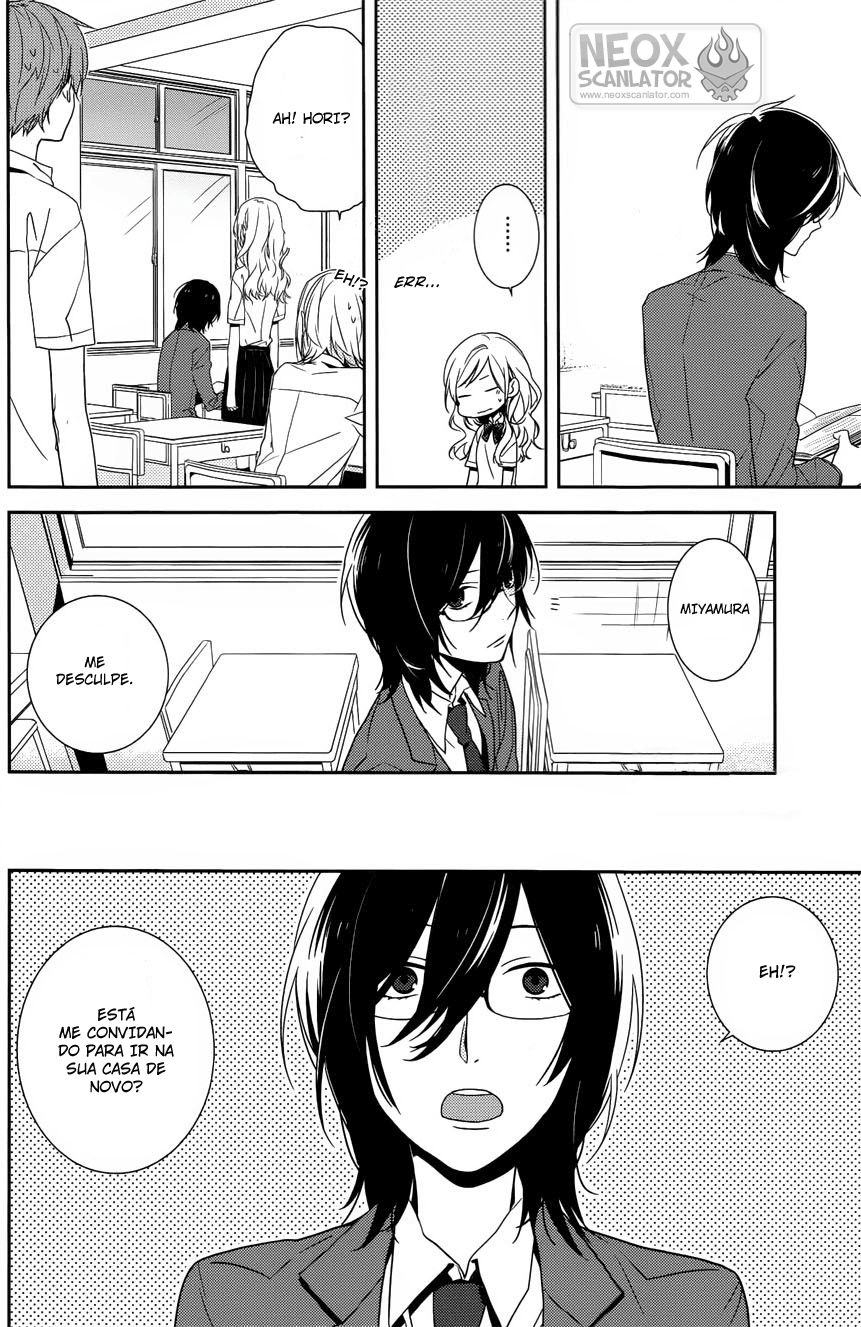 NEOX
SCANLATOR
www.neoxscanlator.com
......
ERR...
AH! HORI?
EH!?
MIYAMURA
ME
DESCULPE.
EH!?
ESTÁ
ME CONVIDAN-
DO PARA IR NA
SUA CASA DE
NOVO?